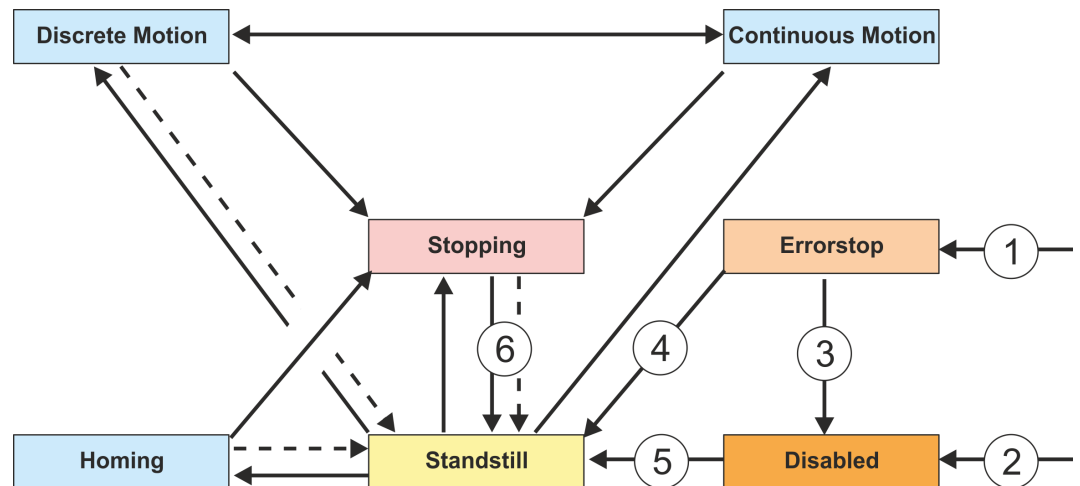 Discrete Motion
Continuous Motion
Stopping
Errorstop
1
6
4
3
Homing
Standstill
5
Disabled
2